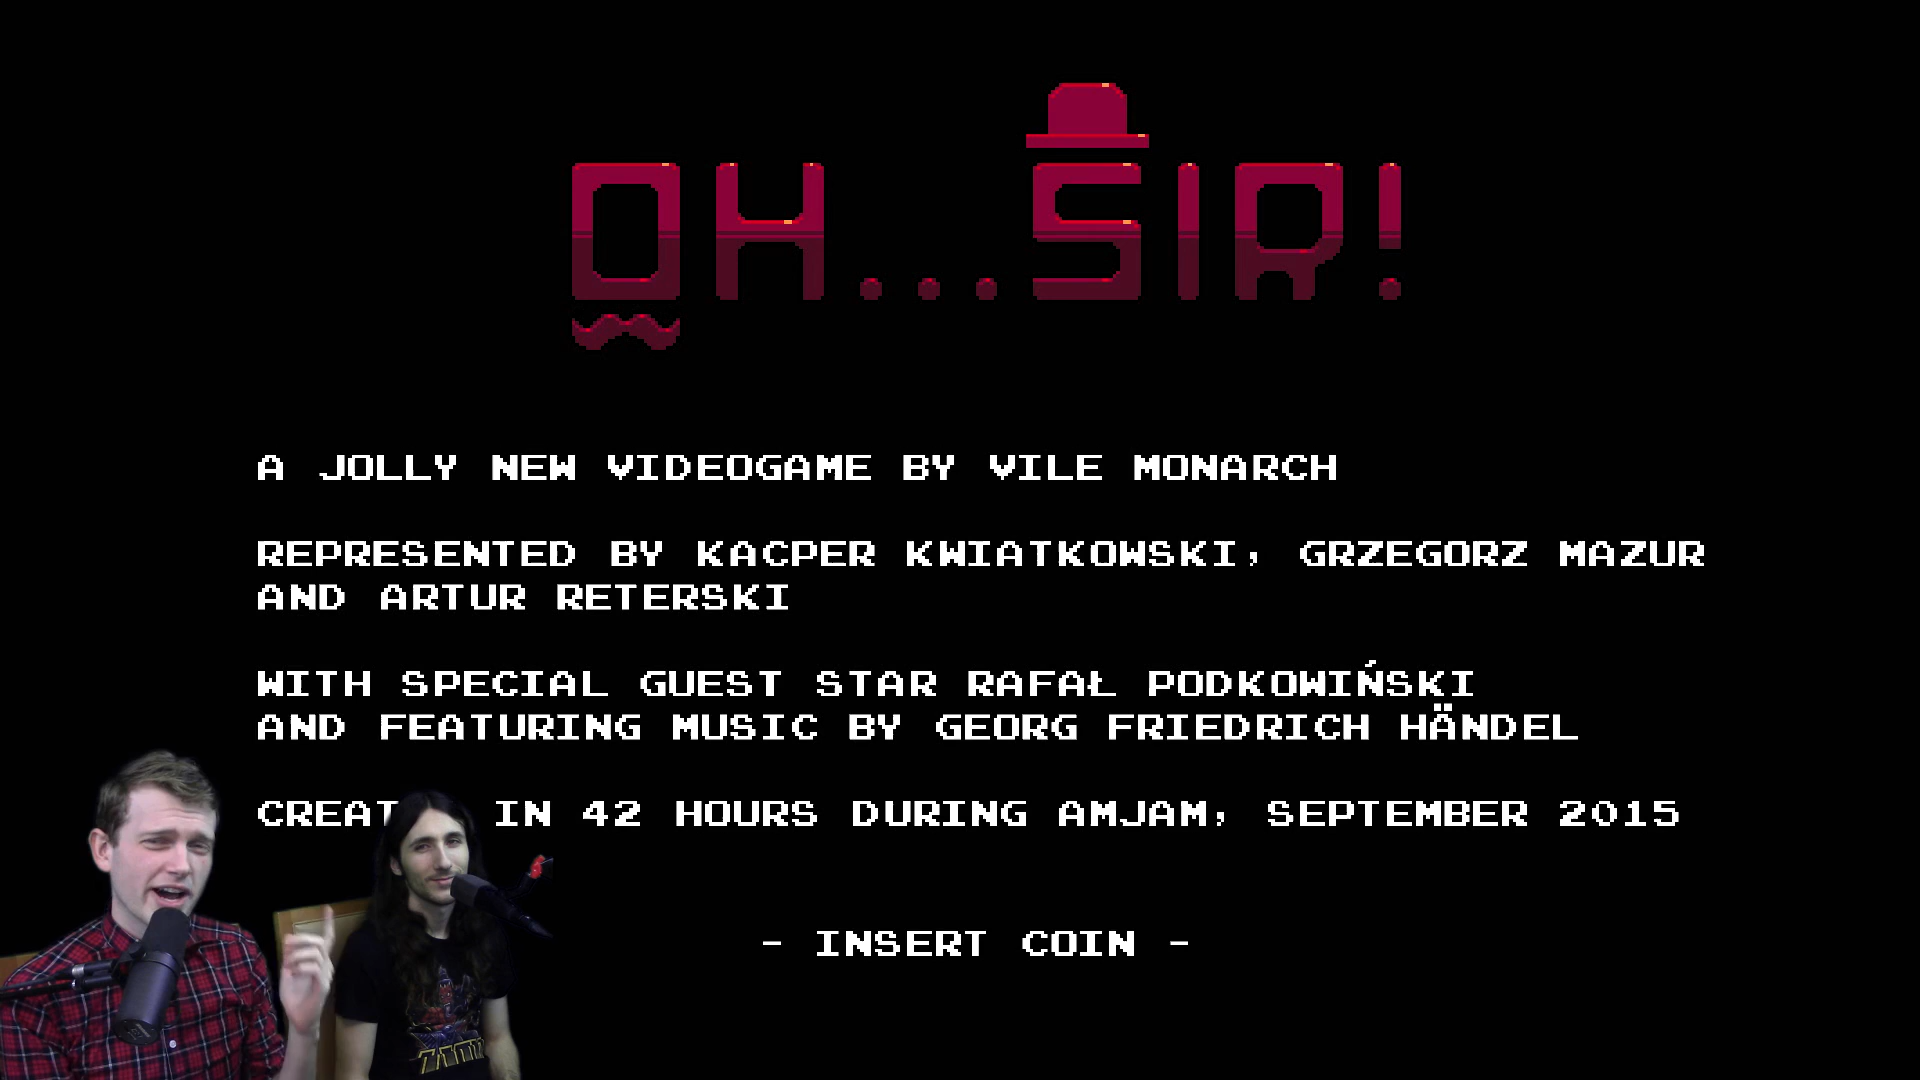 OH...SIR!
A JOLLY NEW VIDEOGAME BY VILE MONARCH
REPRESENTED BY KACPER KWIATKOWSKI, GRZEGORZ MAZUR
AND ARTUR RETERSKI
WITH SPECIAL GUEST STAR RAFAŁ PODKOWIŃSKI
AND FEATURING MUSIC BY GEORG FRIEDRICH HÄNDEL
CREAT IN 42 HOURS DURING AMJAM, SEPTEMBER 2015
- INSERT COIN -